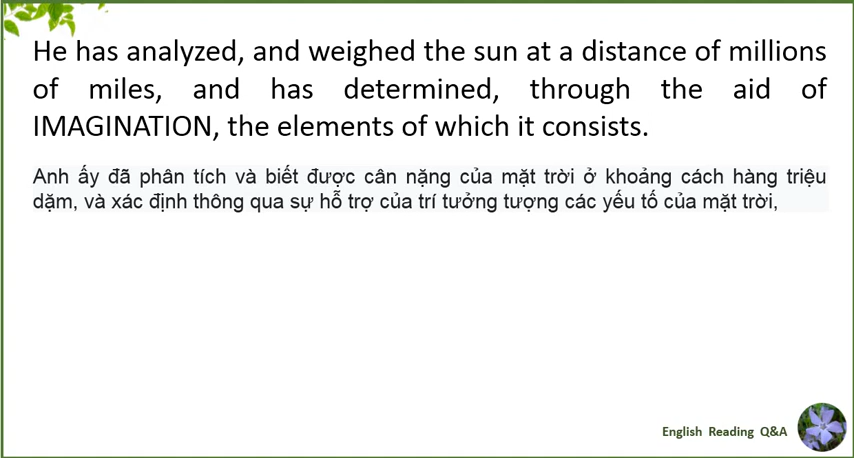 He has analyzed, and weighed the sun at a distance of millions
of miles, and has determined, through the aid of
IMAGINATION, the elements of which it consists.
Anh ấy đã phân tích và biết được cân nặng của mặt trời ở khoảng cách hàng triệu
dặm, và xác định thông qua sự hỗ trợ của trí tưởng tượng các yếu tố của mặt trời,
English Reading Q&A